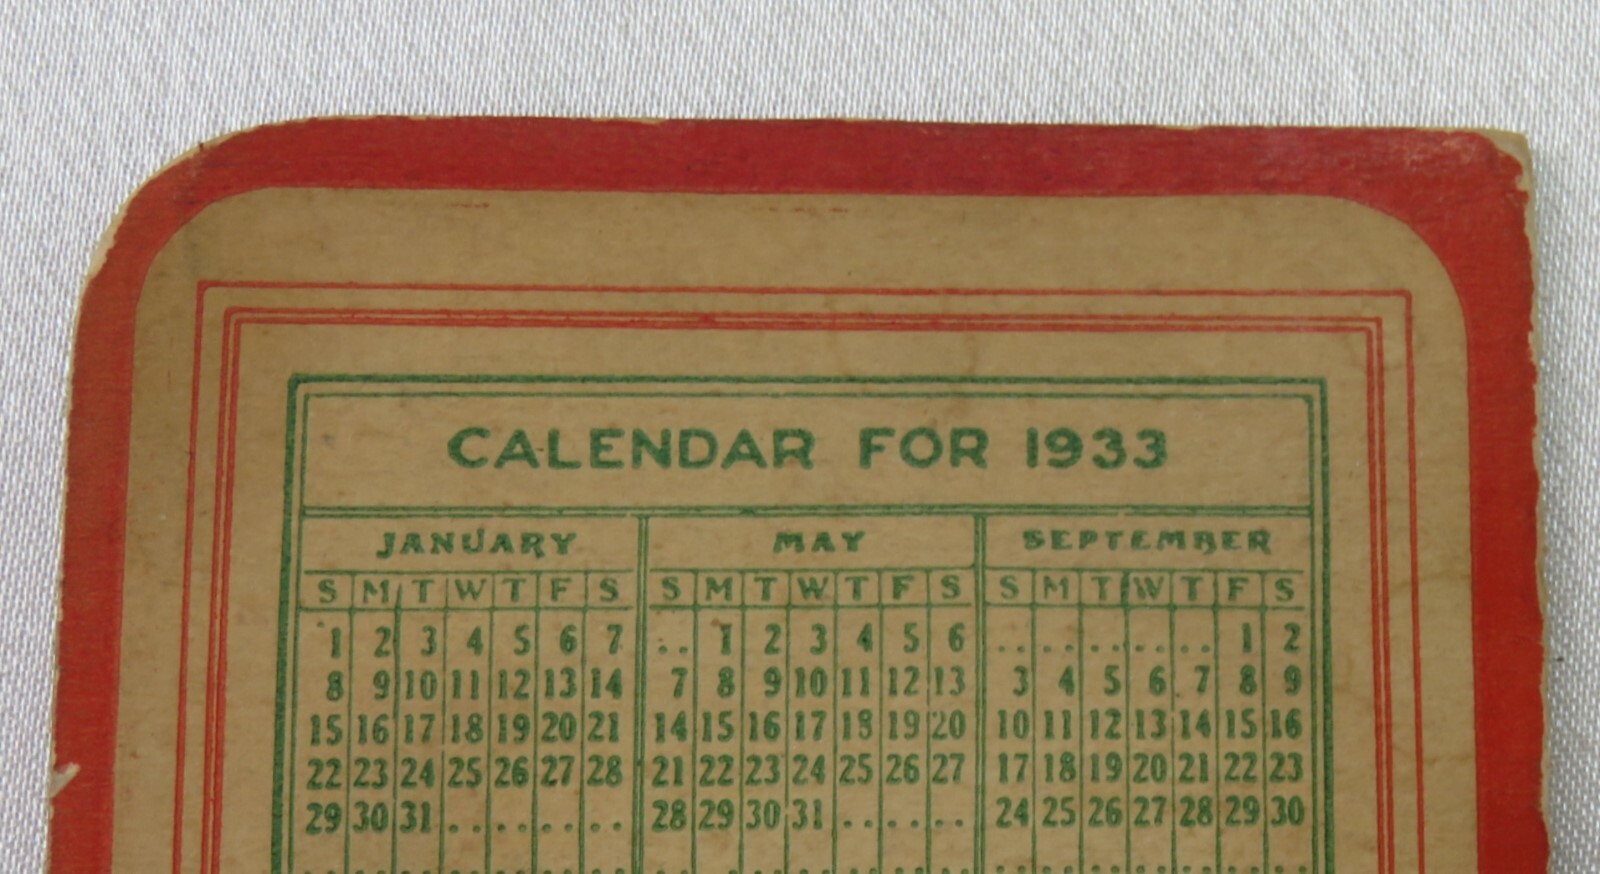 CALENDAR FOR 1933
JANUARY MAY SEPTEMBER
S M T W T F S S M T W T F S S M T W T F S
1 2 3 4 5 6 7 .. 1 2 3 4 5 6 .. .. .. .. .. 1 2
8 9 10 11 12 13 14 7 8 9 10 11 12 13 3 4 5 6 7 8 9
15 16 17 18 19 20 21 14 15 16 17 18 19 20 10 11 12 13 14 15 16
22 23 24 25 26 27 28 21 22 23 24 25 26 27 17 18 19 20 21 22 23
29 30 31 .. .. .. .. 28 29 30 31 .. .. .. 24 25 26 27 28 29 30